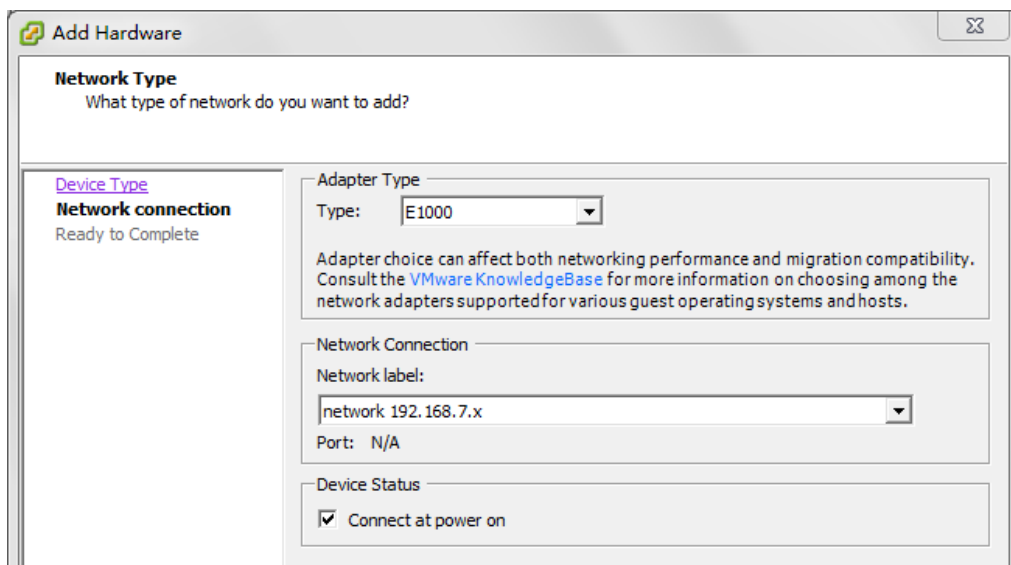 Add Hardware
Network Type
What type of network do you want to add?
Device Type
Network connection
Ready to Complete
Adapter Type
Type: E1000
Adapter choice can affect both networking performance and migration compatibility.
Consult the VMware KnowledgeBase for more information on choosing among the
network adapters supported for various guest operating systems and hosts.
Network Connection
Network label:
network 192.168.7.x
Port: N/A
Device Status
Connect at power on